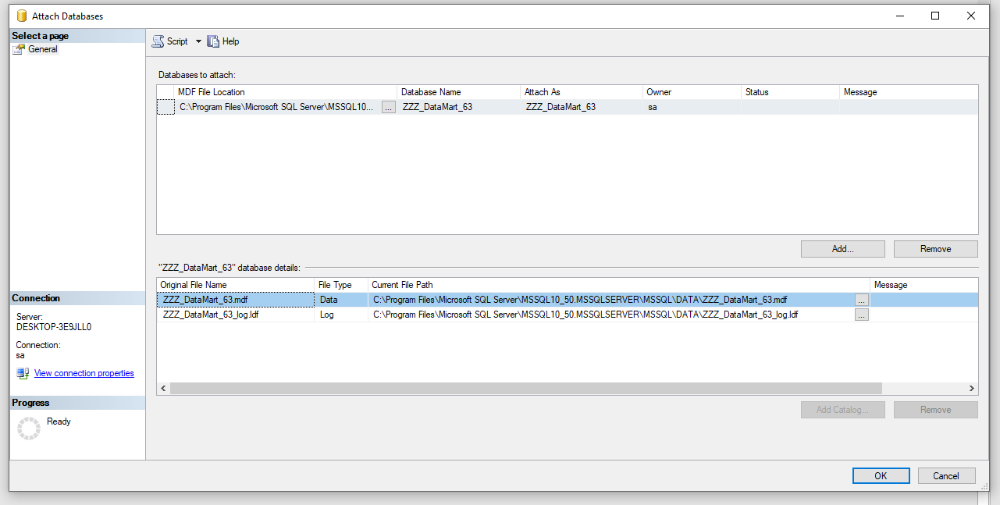 Attach Databases
Select a page
General
Script Help
Databases to attach:
MDF File Location Database Name Attach As Owner Status Message
C:\Program Files\Microsoft SQL Server\MSSQL10... ... ZZZ_DataMart_63 ZZZ_DataMart_63 sa
Add... Remove
"ZZZ_DataMart_63" database details:
Original File Name File Type Current File Path Message
ZZZ_DataMart_63.mdf Data C:\Program Files\Microsoft SQL Server\MSSQL10_50.MSSQLSERVER\MSSQL\DATA\ZZZ_DataMart_63.mdf ...
ZZZ_DataMart_63_log.ldf Log C:\Program Files\Microsoft SQL Server\MSSQL10_50.MSSQLSERVER\MSSQL\DATA\ZZZ_DataMart_63_log.ldf ...
Add Catalog... Remove
Connection
Server:
DESKTOP-3E9JLL0
Connection:
sa
View connection properties
Progress
Ready
OK Cancel